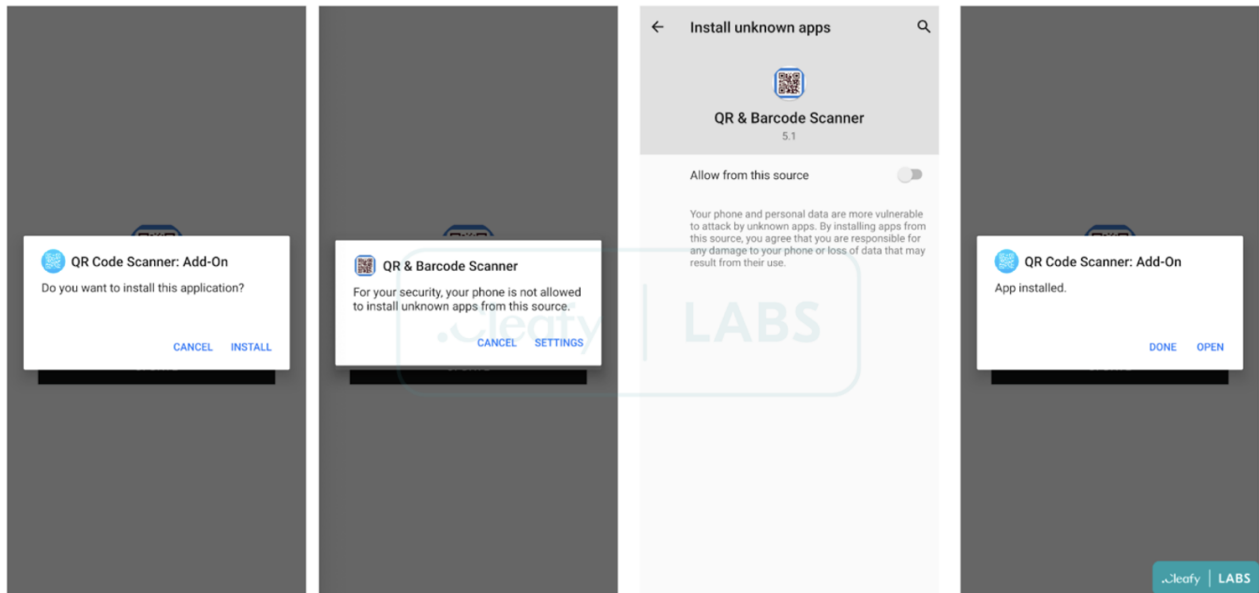 QR Code Scanner: Add-On
Do you want to install this application?
CANCEL INSTALL
QR & Barcode Scanner
For your security, your phone is not allowed
to install unknown apps from this source.
CANCEL SETTINGS
Install unknown apps
QR & Barcode Scanner
5.1
Allow from this source
Your phone and personal data are more vulnerable
to attack by unknown apps. By installing apps from
this source, you agree that you are responsible for
any damage to your phone or loss of data that may
result from their use.
QR Code Scanner: Add-On
App installed.
DONE OPEN
.Cleafy LABS
.Cleafy LABS